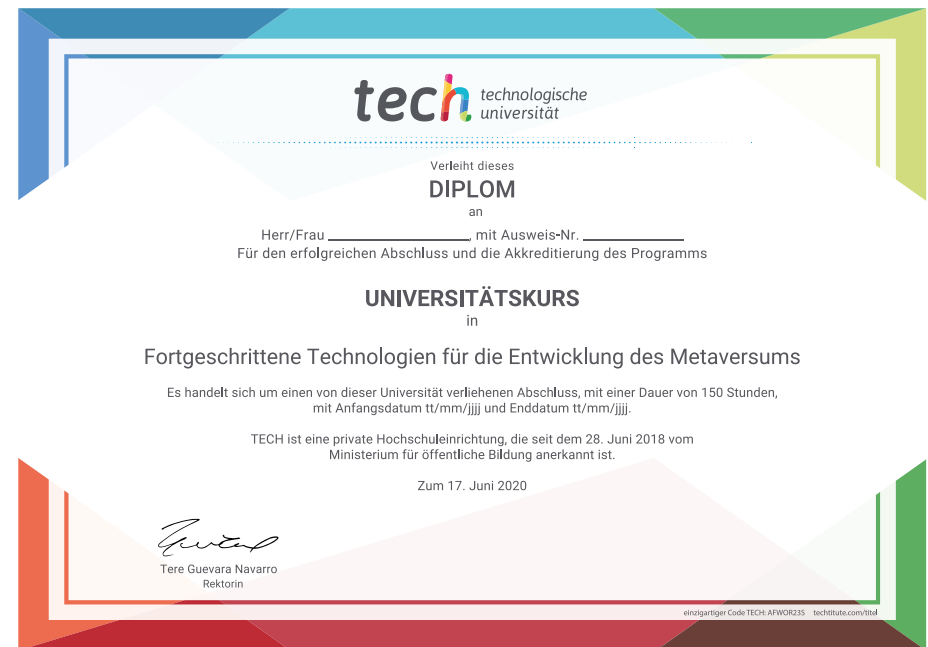 tech technologische
universität
Verleiht dieses
DIPLOM
an
Herr/Frau ____________________, mit Ausweis-Nr. ______________
Für den erfolgreichen Abschluss und die Akkreditierung des Programms
UNIVERSITÄTSKURS
in
Fortgeschrittene Technologien für die Entwicklung des Metaversums
Es handelt sich um einen von dieser Universität verliehenen Abschluss, mit einer Dauer von 150 Stunden,
mit Anfangsdatum tt/mm/jjjj und Enddatum tt/mm/jjjj.
TECH ist eine private Hochschuleinrichtung, die seit dem 28. Juni 2018 vom
Ministerium für öffentliche Bildung anerkannt ist.
Zum 17. Juni 2020
Tere Guevara Navarro
Rektorin
einzigartiger Code TECH: AFWOR23S techtitute.com/titel